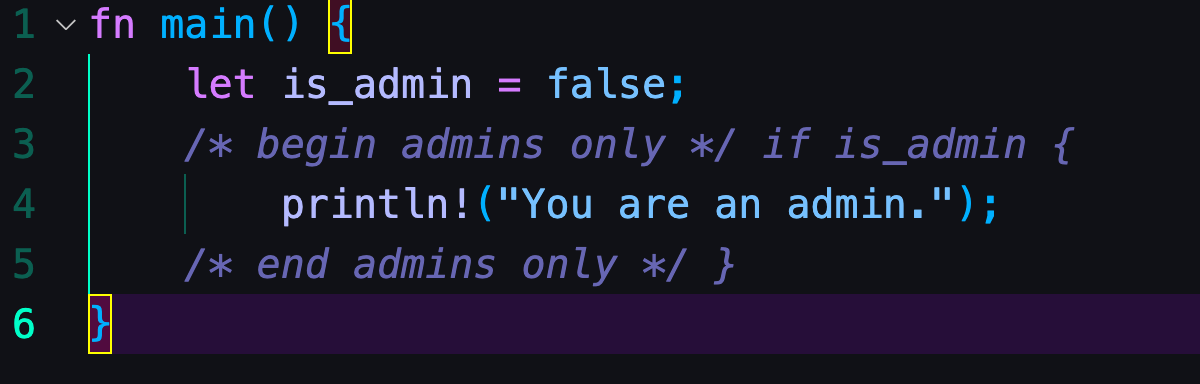 1 fn main() {
2 let is_admin = false;
3 /* begin admins only */ if is_admin {
4 println!("You are an admin.");
5 /* end admins only */ }
6 }